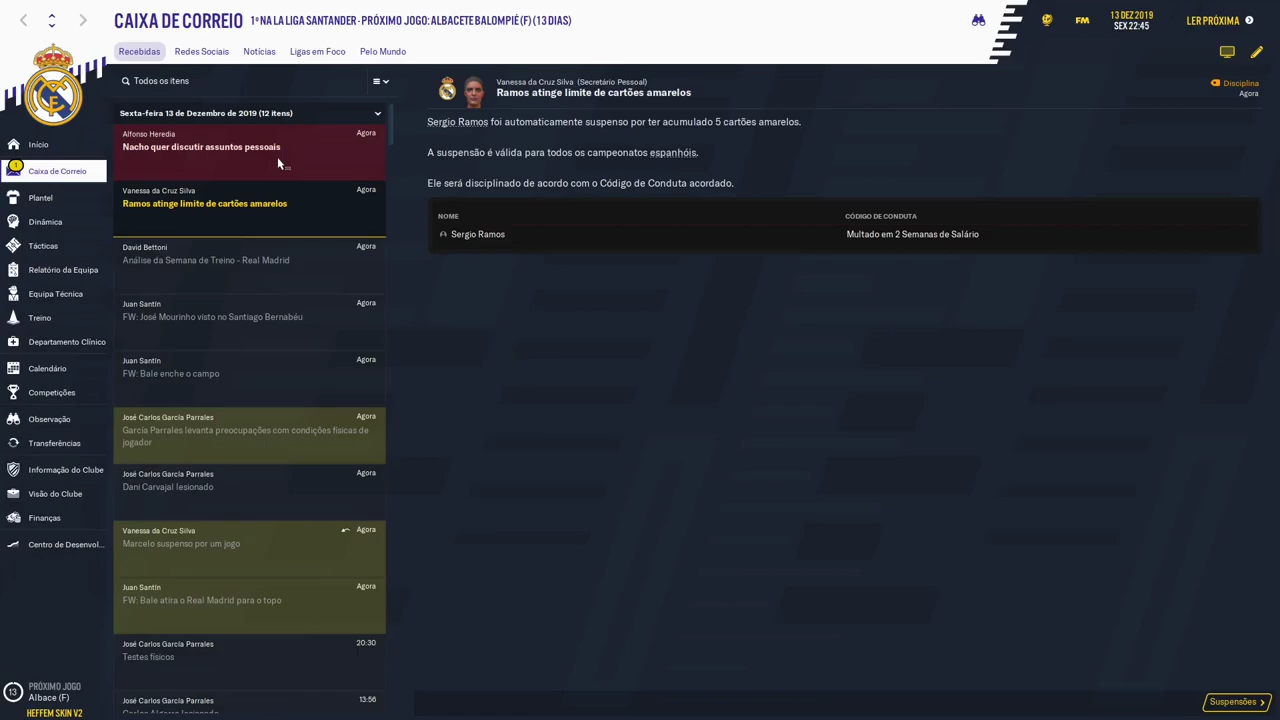 CAIXA DE CORREIO
1º NA LA LIGA SANTANDER - PRÓXIMO JOGO: ALBACETE BALOMPIÉ (F) (13 DIAS)
FM
13 DEZ 2019
SEX 22:45
LER PRÓXIMA
Recebidas
Redes Sociais
Notícias
Ligas em Foco
Pelo Mundo
Início
1
Caixa de Correio
Plantel
Dinâmica
Tácticas
Relatório da Equipa
Equipa Técnica
Treino
Departamento Clínico
Calendário
Competições
Observação
Transferências
Informação do Clube
Visão do Clube
Finanças
Centro de Desenvol...
13
PRÓXIMO JOGO
Albace (F)
HEFFEM SKIN V2
Todos os itens
Sexta-feira 13 de Dezembro de 2019 (12 itens)
Alfonso Heredia Agora
Nacho quer discutir assuntos pessoais
Vanessa da Cruz Silva Agora
Ramos atinge limite de cartões amarelos
David Bettoni Agora
Análise da Semana de Treino - Real Madrid
Juan Santín Agora
FW: José Mourinho visto no Santiago Bernabéu
Juan Santín Agora
FW: Bale enche o campo
José Carlos García Parrales Agora
García Parrales levanta preocupações com condições físicas de
jogador
José Carlos García Parrales Agora
Dani Carvajal lesionado
Vanessa da Cruz Silva Agora
Marcelo suspenso por um jogo
Juan Santín Agora
FW: Bale atira o Real Madrid para o topo
José Carlos García Parrales 20:30
Testes físicos
José Carlos García Parrales 13:56
Vanessa da Cruz Silva (Secretário Pessoal)
Ramos atinge limite de cartões amarelos
Disciplina
Agora
Sergio Ramos foi automaticamente suspenso por ter acumulado 5 cartões amarelos.
A suspensão é válida para todos os campeonatos espanhóis.
Ele será disciplinado de acordo com o Código de Conduta acordado.
NOME CÓDIGO DE CONDUTA
Sergio Ramos Multado em 2 Semanas de Salário
Suspensões